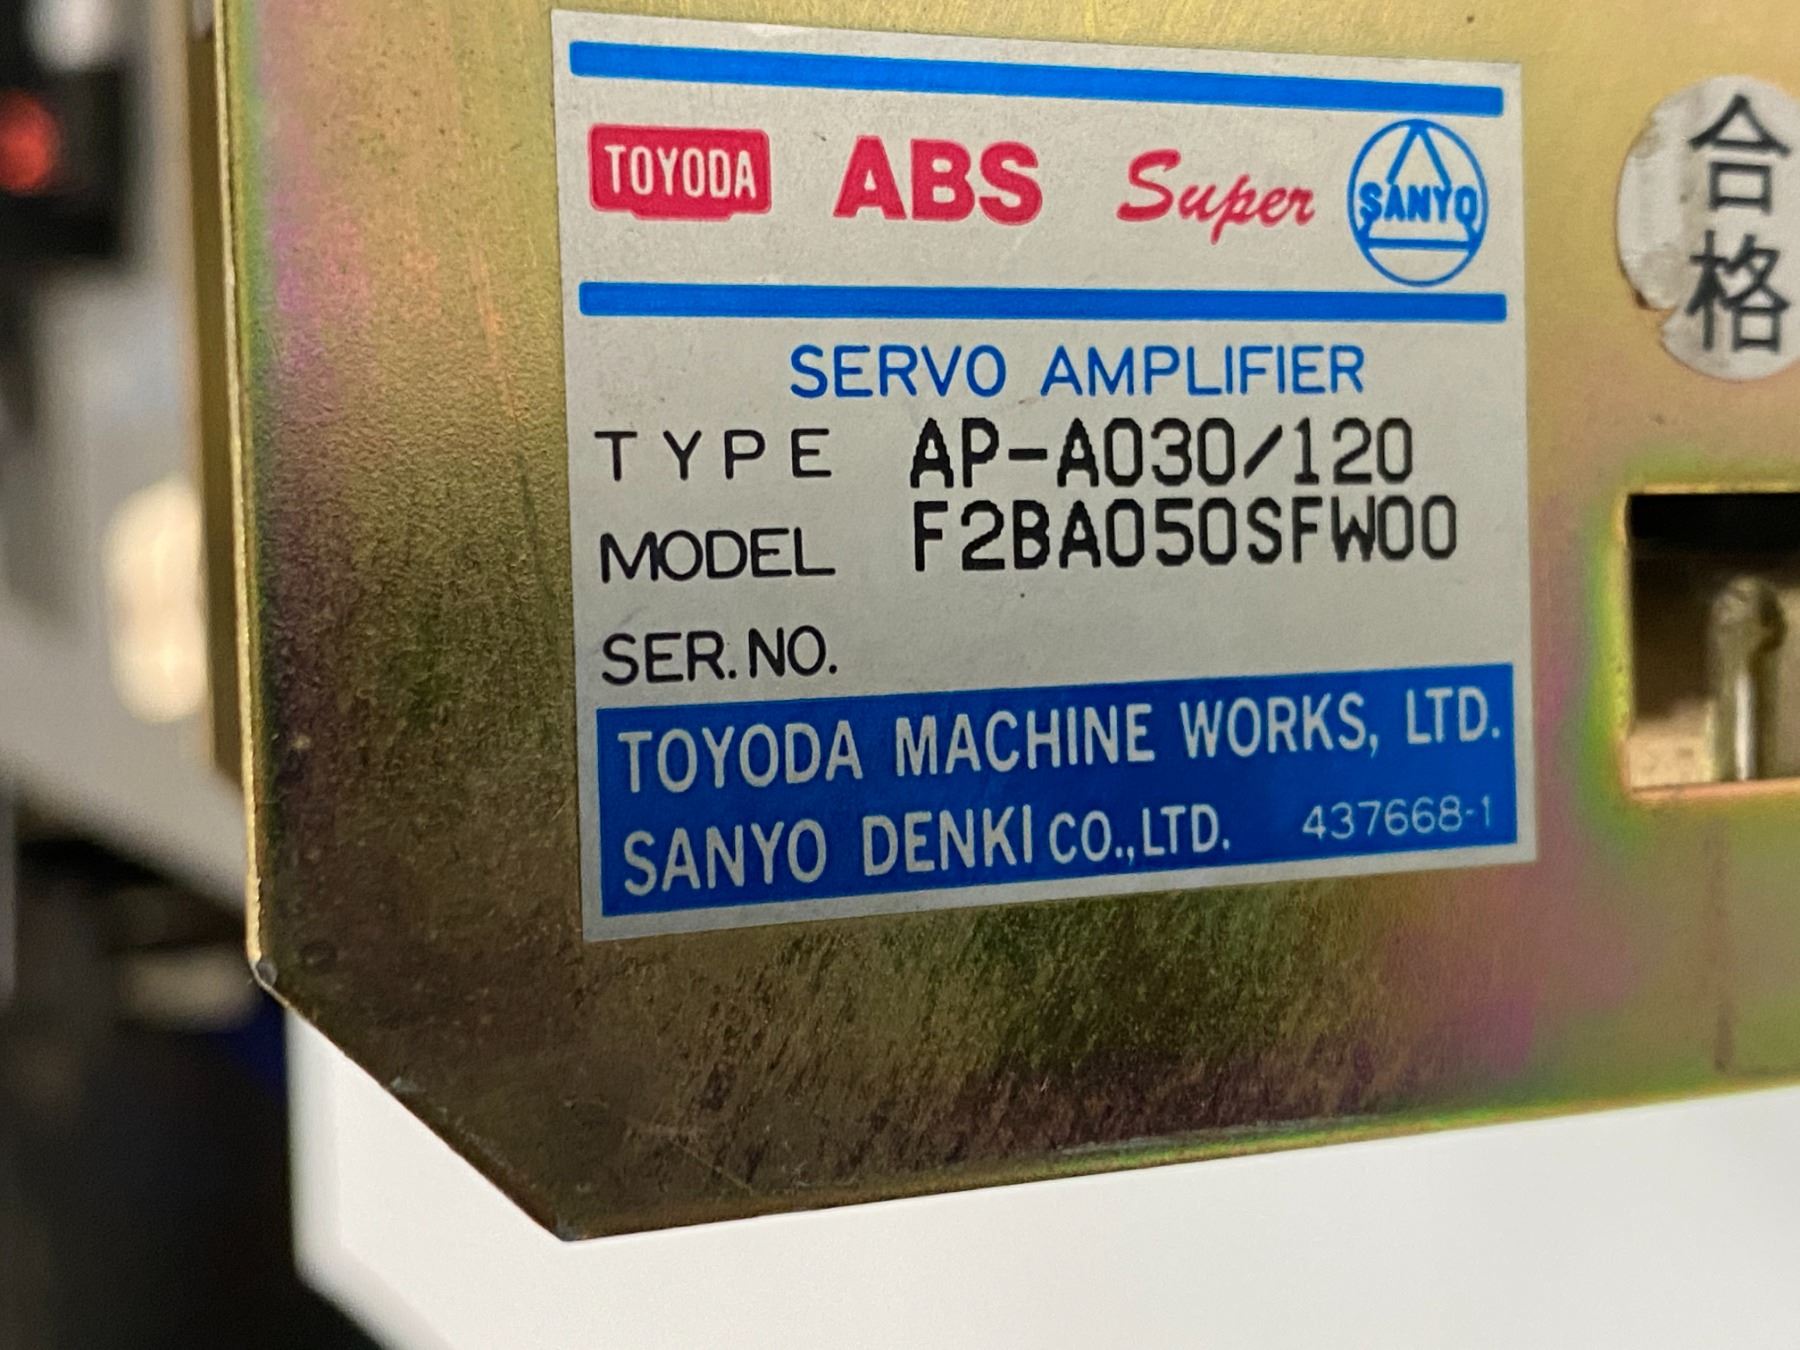 TOYODA ABS Super SANYO
SERVO AMPLIFIER
TYPE AP-A030/120
MODEL F2BA050SFW00
SER.NO.
TOYODA MACHINE WORKS, LTD.
SANYO DENKI CO.,LTD. 437668-1
合格